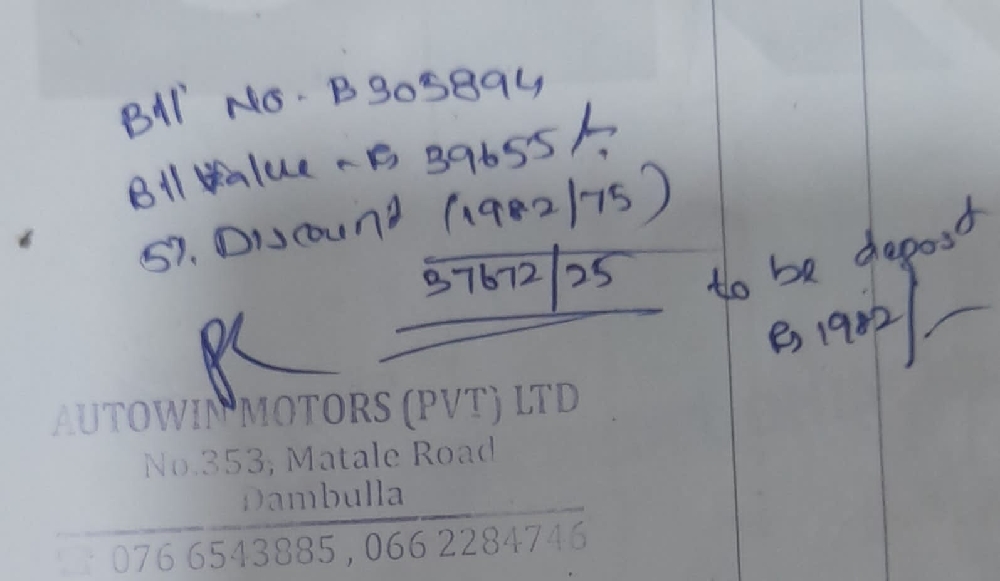 Bill No. B 305894
Bill Value - Rs 39655/-
5% Discount (1982/75)
37672/25
to be deposit
Rs 1982/-
AUTOWIN MOTORS (PVT) LTD
No.353, Matale Road
Dambulla
076 6543885 , 066 2284746